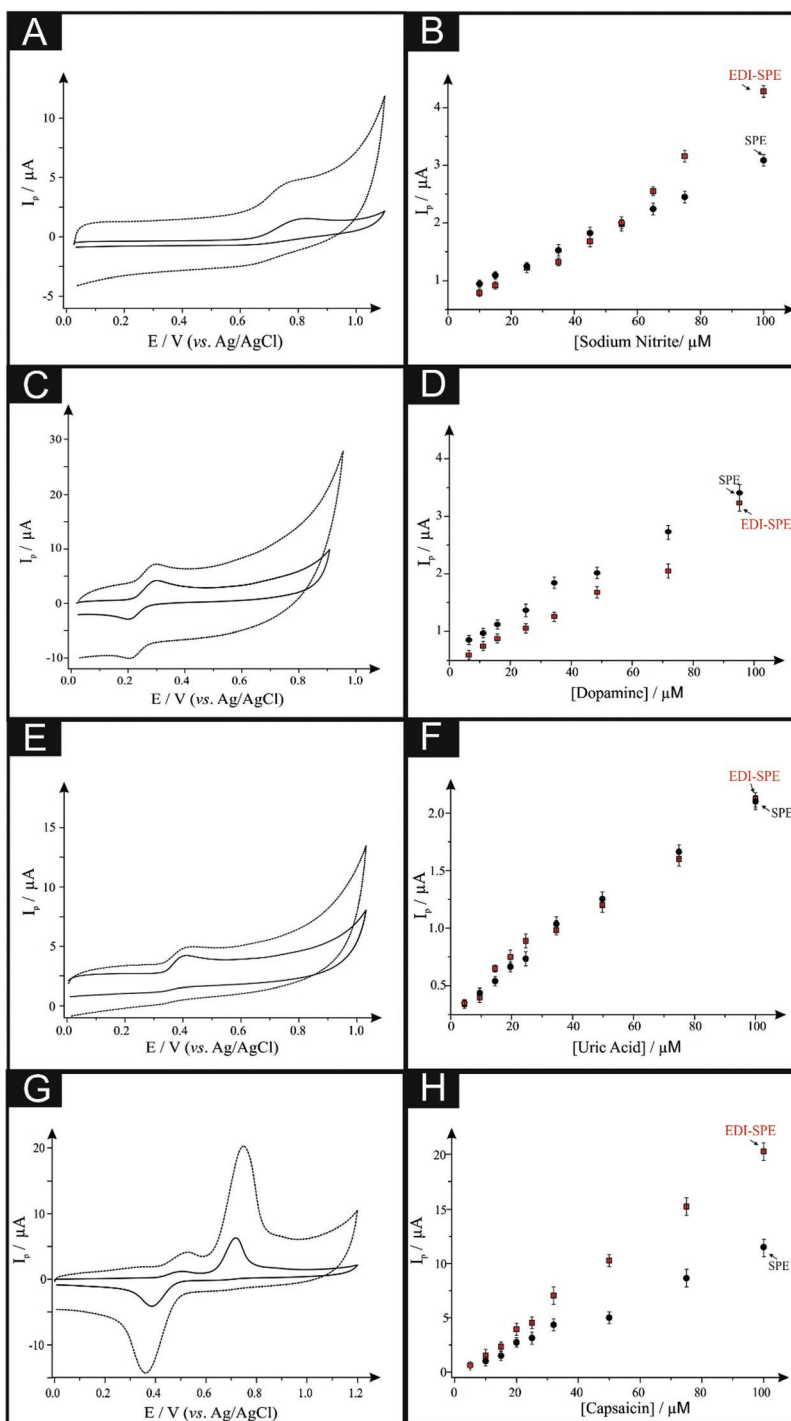 A
10
5
0
-5
I_p / μA
0.0 0.2 0.4 0.6 0.8 1.0
E / V (vs. Ag/AgCl)
B
EDI-SPE
SPE
4
3
2
1
I_p / μA
0 20 40 60 80 100
[Sodium Nitrite/ μM
C
30
20
10
0
-10
I_p / μA
0.0 0.2 0.4 0.6 0.8 1.0
E / V (vs. Ag/AgCl)
D
SPE
EDI-SPE
4
3
2
1
I_p / μA
0 20 40 60 80 100
[Dopamine] / μM
E
15
10
5
0
I_p / μA
0.0 0.2 0.4 0.6 0.8 1.0
E / V (vs. Ag/AgCl)
F
EDI-SPE
SPE
2.0
1.5
1.0
0.5
I_p / μA
0 20 40 60 80 100
[Uric Acid] / μM
G
20
10
0
-10
I_p / μA
0.0 0.2 0.4 0.6 0.8 1.0 1.2
E / V (vs. Ag/AgCl)
H
EDI-SPE
SPE
20
15
10
5
0
I_p / μA
0 20 40 60 80 100
[Capsaicin] / μM